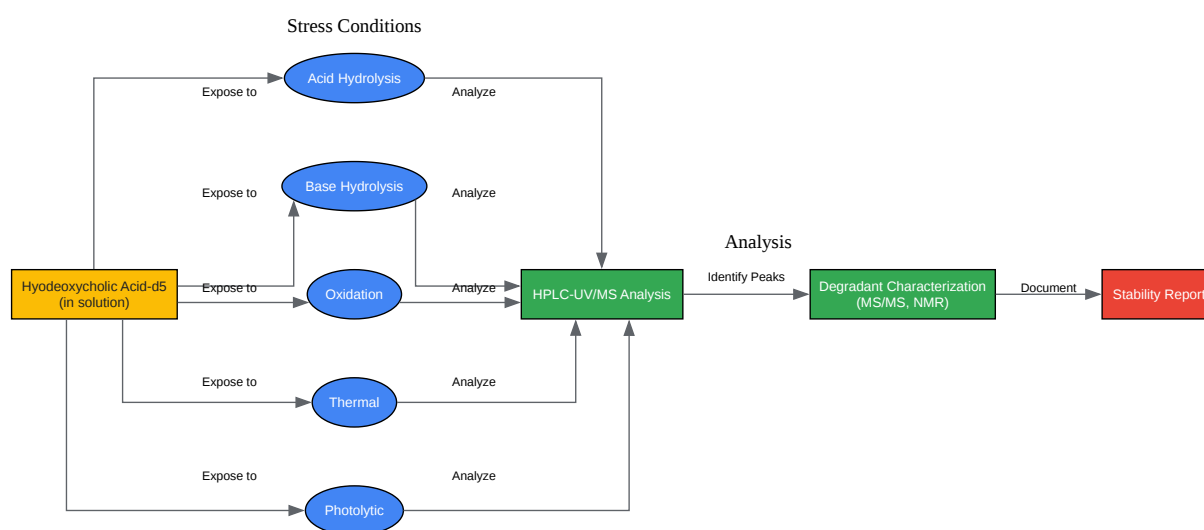 Stress Conditions
Acid Hydrolysis
Expose to
Analyze
Base Hydrolysis
Expose to
Analyze
Analysis
Identify Peaks
Hyodeoxycholic Acid-d5
(in solution)
Expose to
Oxidation
Analyze
HPLC-UV/MS Analysis
Degradant Characterization
(MS/MS, NMR)
Document
Stability Report
Expose to
Analyze
Thermal
Expose to
Analyze
Photolytic